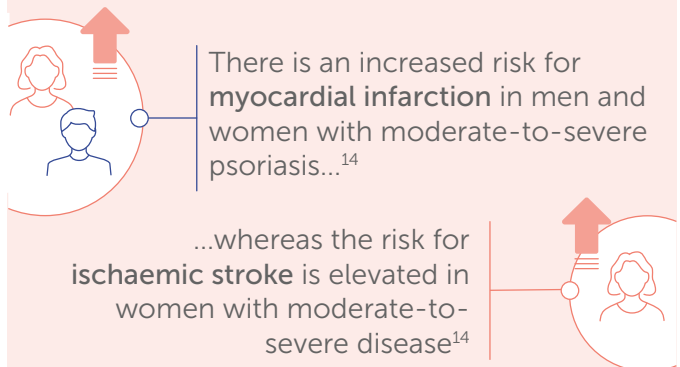 There is an increased risk for
myocardial infarction in men and
women with moderate-to-severe
psoriasis...14
...whereas the risk for
ischaemic stroke is elevated in
women with moderate-to-
severe disease14